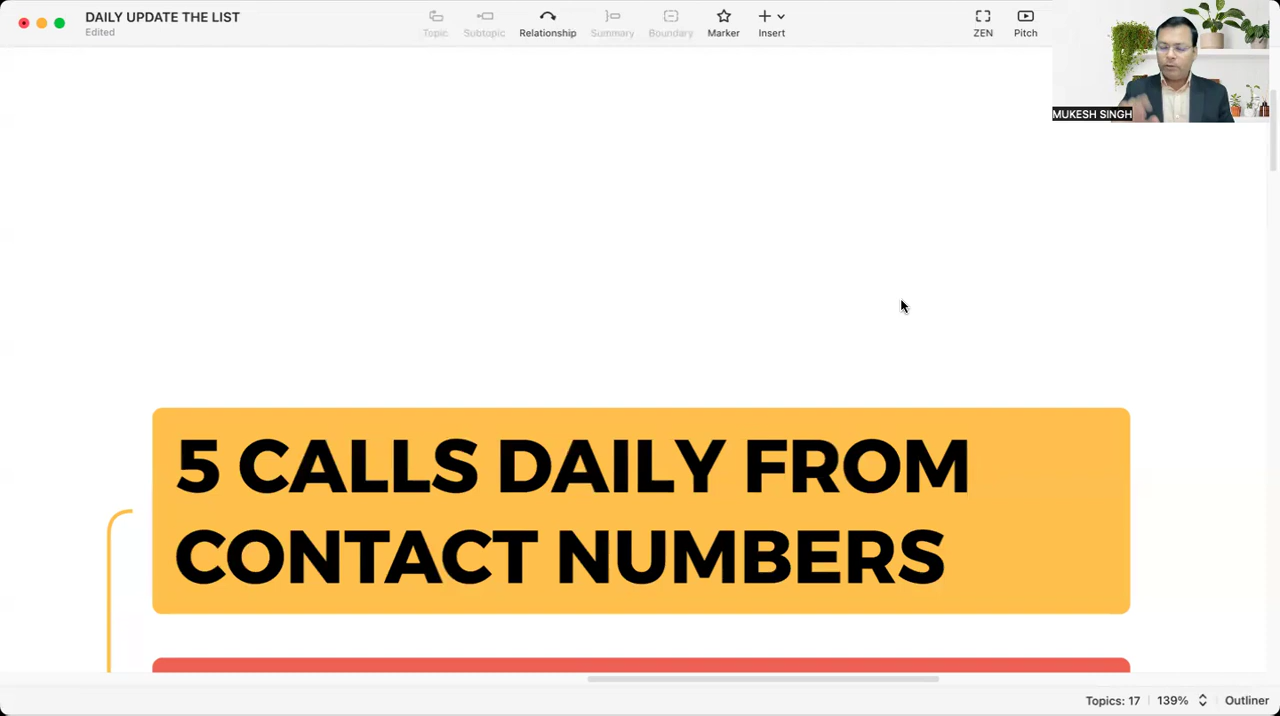 DAILY UPDATE THE LIST
Edited
Topic
Subtopic
Relationship
Summary
Boundary
Marker
Insert
ZEN
Pitch
MUKESH SINGH
5 CALLS DAILY FROM
CONTACT NUMBERS
Topics: 17
139%
Outliner